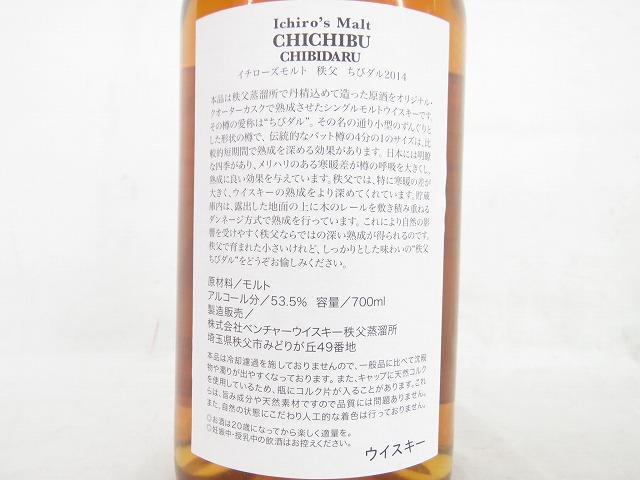 Ichiro's Malt
CHICHIBU
CHIBIDARU
イチローズモルト 秩父 ちびダル2014
本品は秩父蒸溜所で丹精込めて造った原酒をオリジナル・
クオーターカスクで熟成させたシングルモルトウイスキーです。
その樽の愛称は"ちびダル"。その名の通り小型のずんぐりと
した形状の樽で、伝統的なバット樽の4分の1のサイズは、比
較的短期間で熟成を深める効果があります。日本には明瞭
な四季があり、メリハリのある寒暖差が樽の呼吸を大きくし、
熟成に良い効果を与えています。秩父では、特に寒暖の差が
大きく、ウイスキーの熟成をより深めてくれています。貯蔵
庫内は、露出した地面の上に木のレールを敷き積み重ねる
ダンネージ方式で熟成を行っています。これにより自然の影
響を受けやすく秩父ならではの深い熟成が得られるのです。
秩父で育まれた小さいけれど、しっかりとした味わいの"秩父
ちびダル"をどうぞお愉しみください。
原材料／モルト
アルコール分／53.5% 容量／700ml
製造販売／
株式会社ベンチャーウイスキー秩父蒸溜所
埼玉県秩父市みどりが丘49番地
本品は冷却濾過を施しておりませんので、一般品に比べて沈殿
物や濁りが出やすくなっております。また、キャップに天然コルク
を使用しているため、瓶にコルク片が入ることがあります。これ
らは、旨み成分や天然素材ですので品質には問題ありません。
また、自然の状態にこだわり人工的な着色は行っておりません。
○お酒は20歳になってから楽しく適量を。
○妊娠中・授乳中の飲酒はお控えください。
ウイスキー